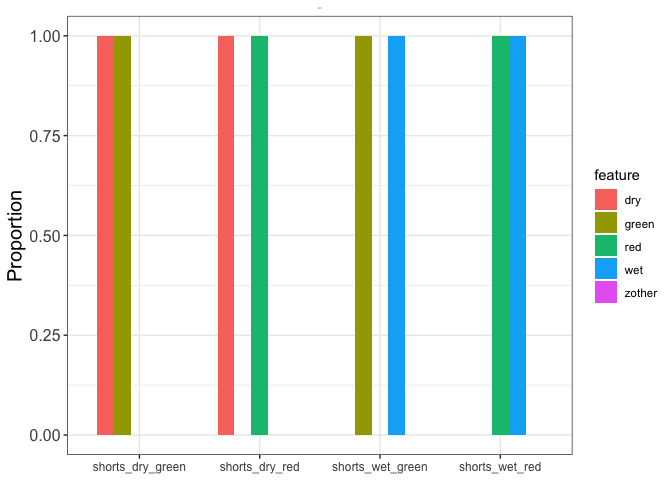 1.00
0.75
0.50
0.25
0.00
Proportion
shorts_dry_green
shorts_dry_red
shorts_wet_green
shorts_wet_red
feature
dry
green
red
wet
zother